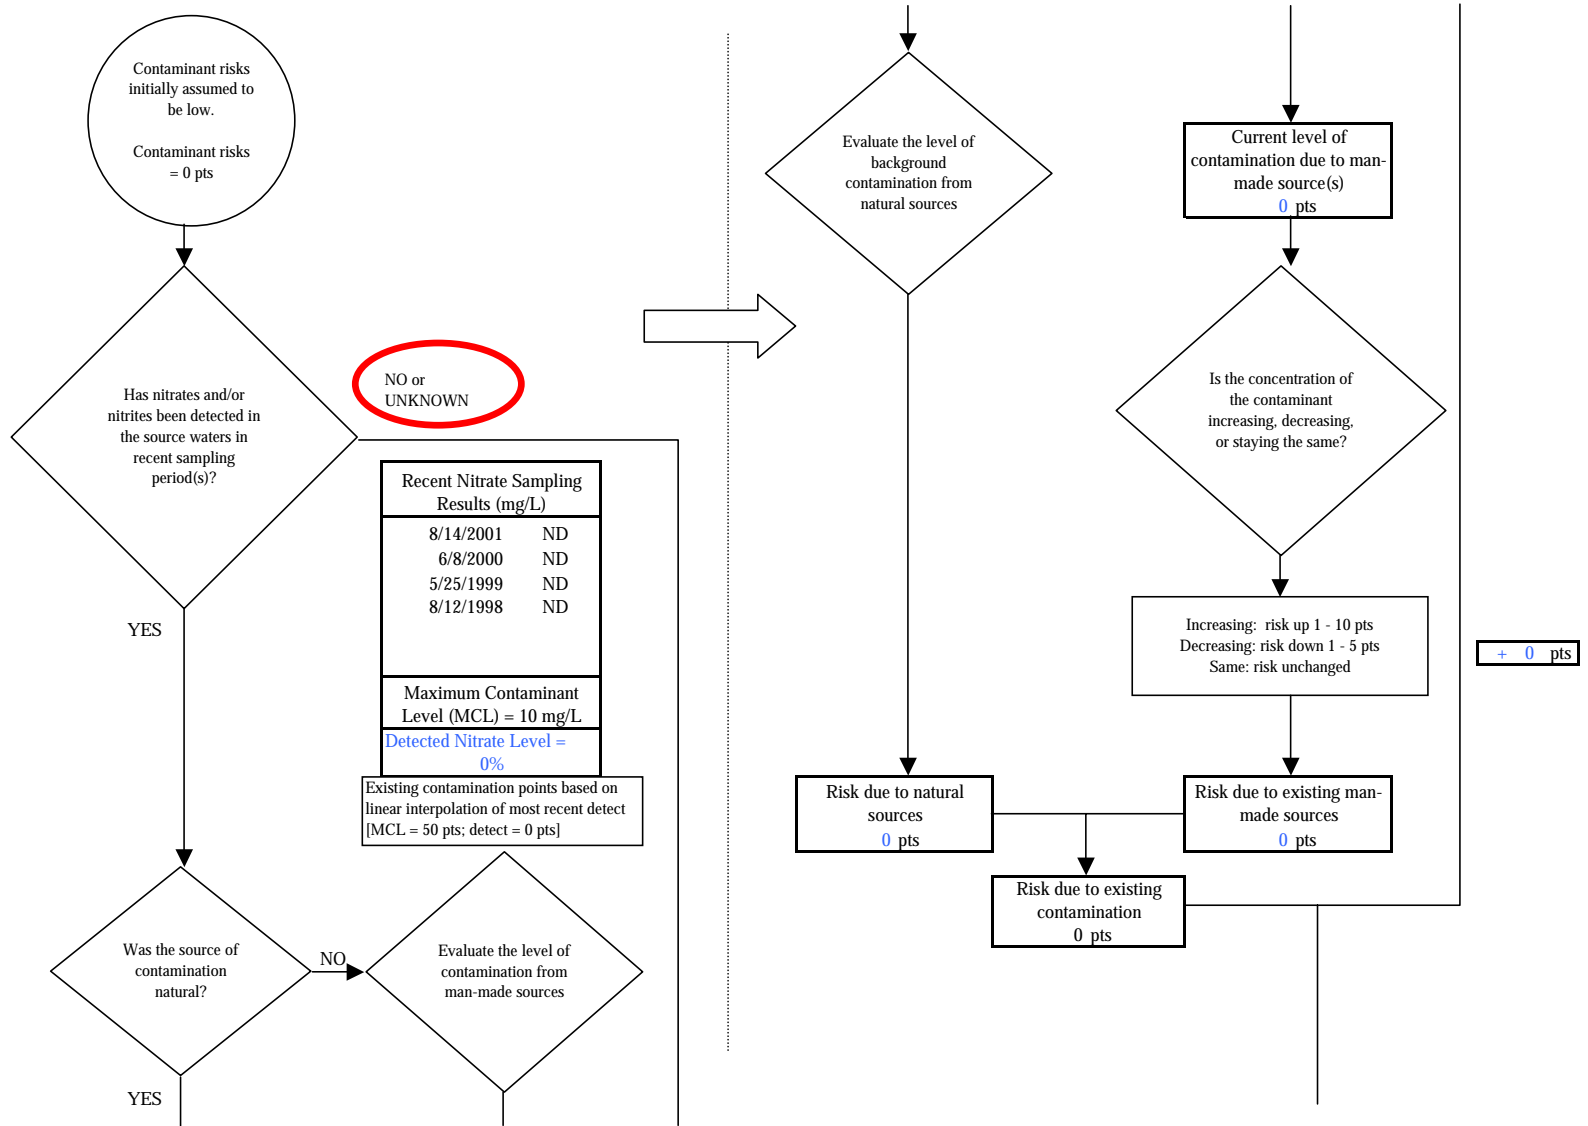 Contaminant risks
initially assumed to
be low.
Contaminant risks
= 0 pts
Has nitrates and/or
nitrites been detected in
the source waters in
recent sampling
period(s)?
NO or
UNKNOWN
YES
Recent Nitrate Sampling
Results (mg/L)
8/14/2001 ND
6/8/2000 ND
5/25/1999 ND
8/12/1998 ND
Maximum Contaminant
Level (MCL) = 10 mg/L
Detected Nitrate Level =
0%
Existing contamination points based on
linear interpolation of most recent detect
[MCL = 50 pts; detect = 0 pts]
Was the source of
contamination
natural?
NO
YES
Evaluate the level of
contamination from
man-made sources
Evaluate the level of
background
contamination from
natural sources
Current level of
contamination due to man-
made source(s)
0 pts
Is the concentration of
the contaminant
increasing, decreasing,
or staying the same?
Increasing: risk up 1 - 10 pts
Decreasing: risk down 1 - 5 pts
Same: risk unchanged
+ 0 pts
Risk due to natural
sources
0 pts
Risk due to existing man-
made sources
0 pts
Risk due to existing
contamination
0 pts